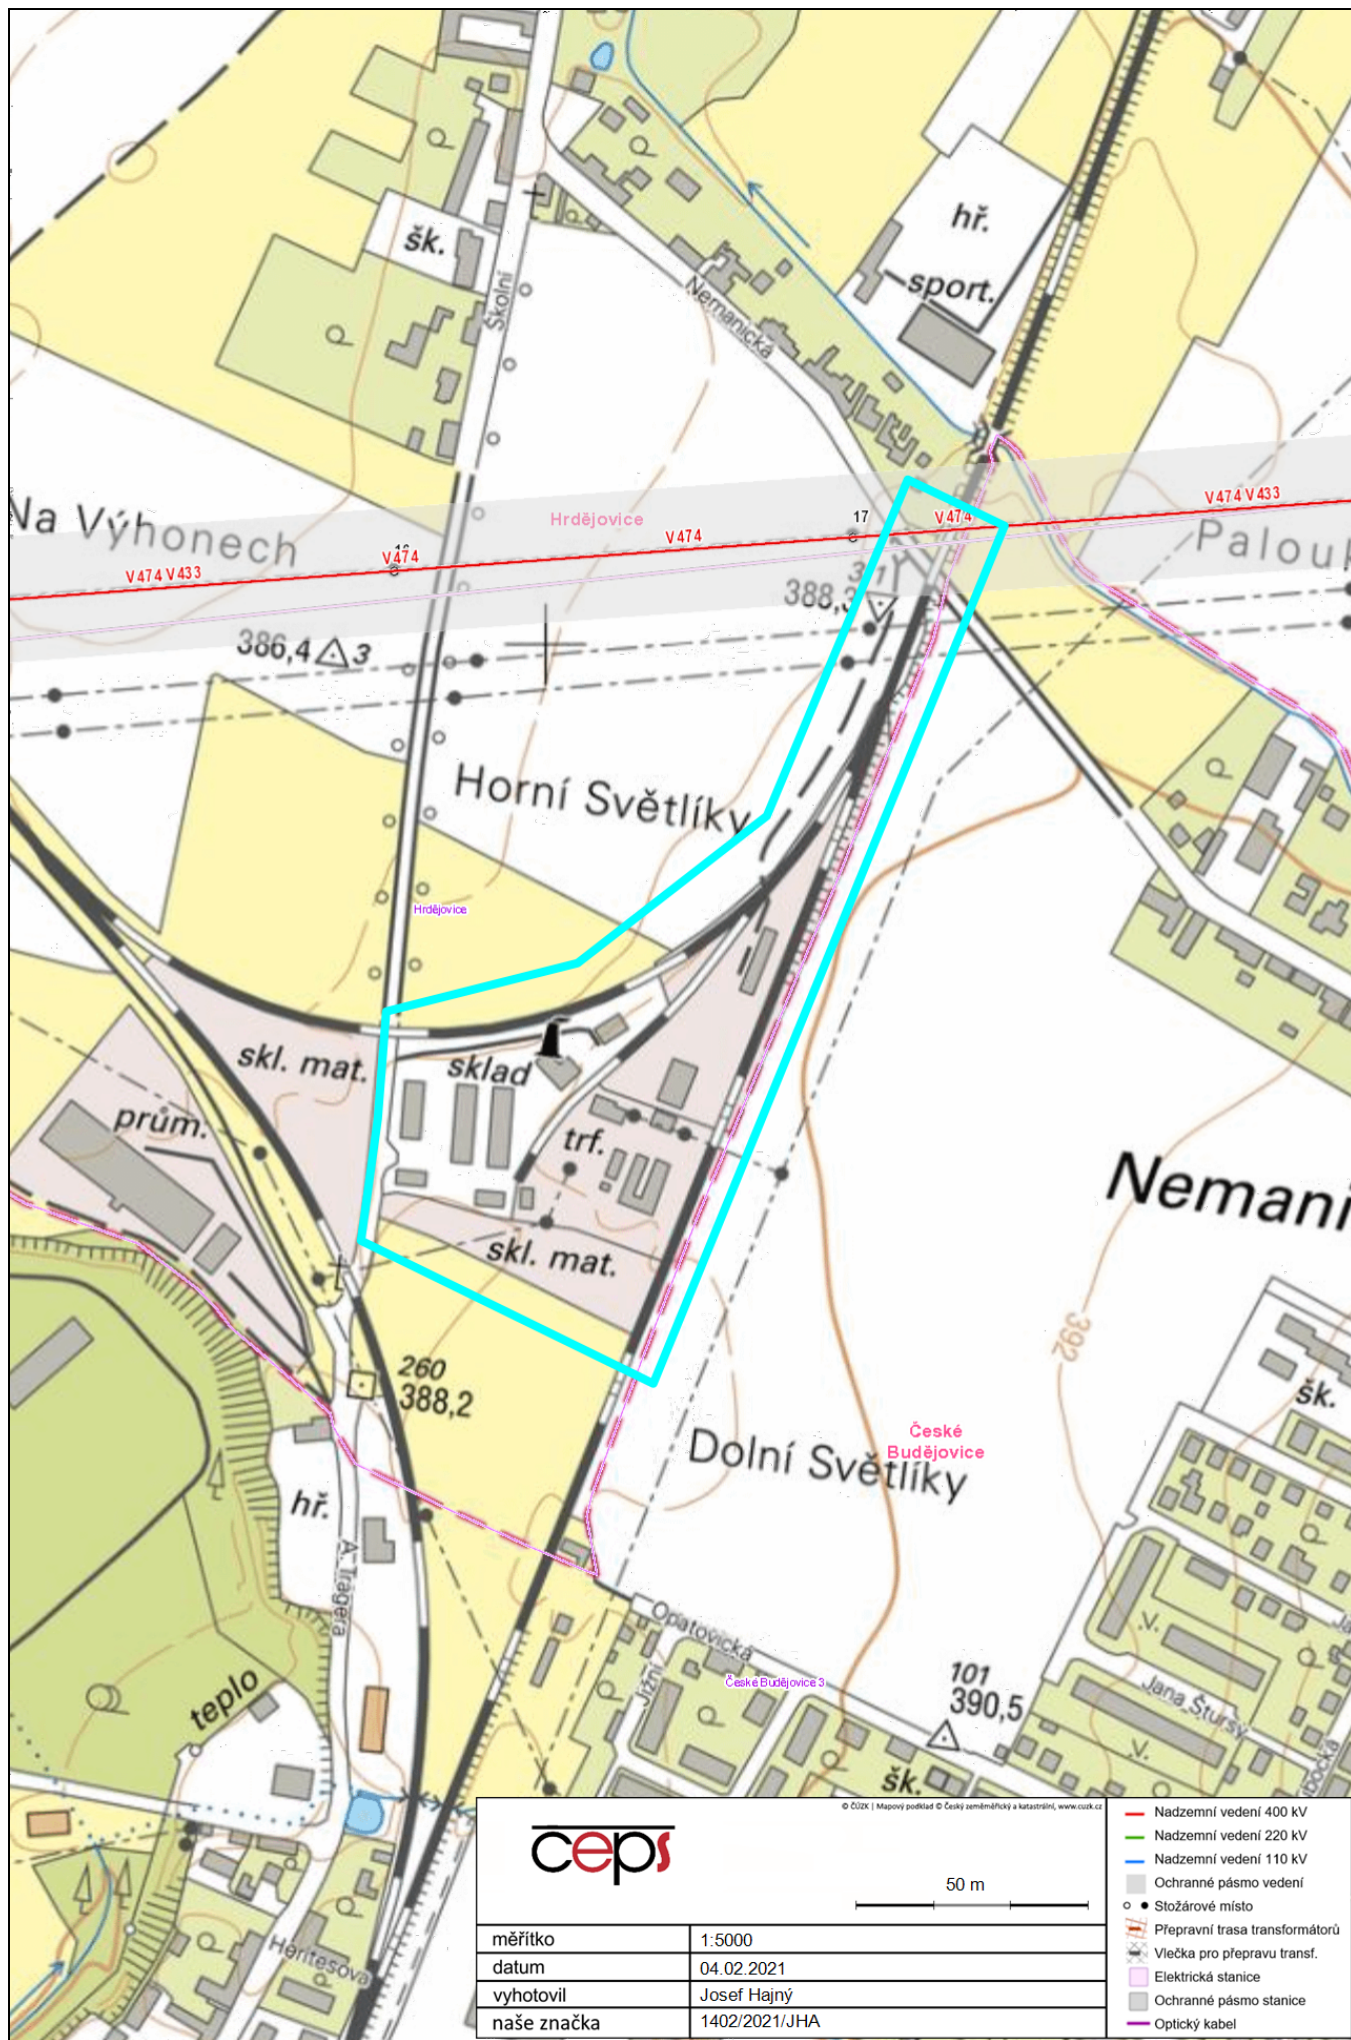 šk.
Školní
Nemanická
hř.
sport.
Na Výhonech
Hrdějovice
17
V474
V474 V433
V474
V474
V474 V433
388,3
386,4 3
Horní Světlíky
Hrdějovice
skl. mat.
sklad
prům.
trf.
skl. mat.
260
388,2
392
šk.
České
Budějovice
Dolní Světlíky
hř.
A. Trägera
Opatovická
Jižní
České Budějovice 3
101
390,5
.V.
Jana Štursy
.V.
teplo
šk.
Heritesova
© ČÚZK | Mapový podklad © Český zeměměřický a katastrální, www.cuzk.cz
čeps
50 m
měřítko 1:5000
datum 04.02.2021
vyhotovil Josef Hajný
naše značka 1402/2021/JHA
Nadzemní vedení 400 kV
Nadzemní vedení 220 kV
Nadzemní vedení 110 kV
Ochranné pásmo vedení
Stožárové místo
Přepravní trasa transformátorů
Vlečka pro přepravu transf.
Elektrická stanice
Ochranné pásmo stanice
Optický kabel